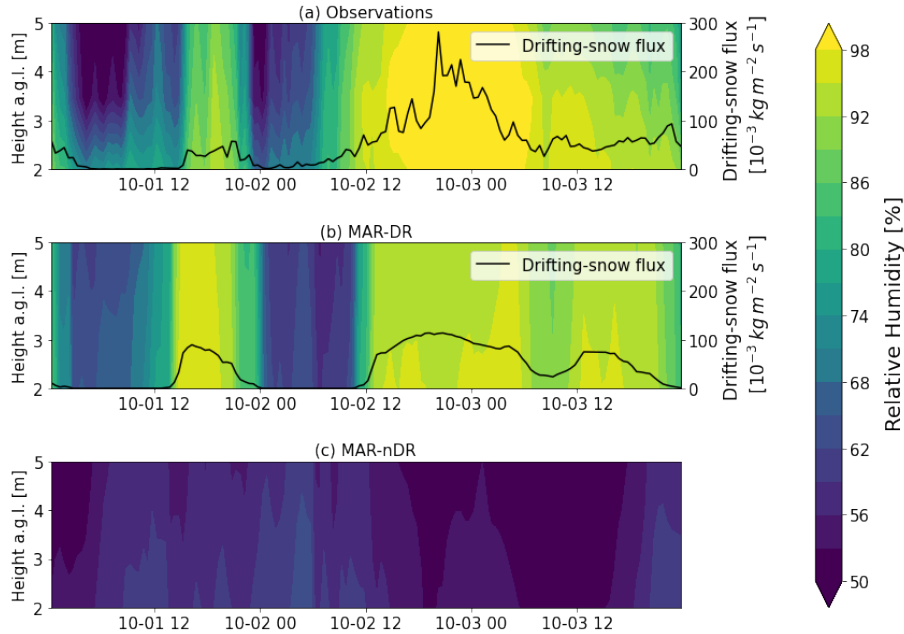 (a) Observations
5
4
3
2
Height a.g.l. [m]
Drifting-snow flux
300
200
100
0
Drifting-snow flux
[10⁻³ kg m⁻² s⁻¹]
10-01 12 10-02 00 10-02 12 10-03 00 10-03 12
(b) MAR-DR
5
4
3
2
Height a.g.l. [m]
Drifting-snow flux
300
200
100
0
Drifting-snow flux
[10⁻³ kg m⁻² s⁻¹]
10-01 12 10-02 00 10-02 12 10-03 00 10-03 12
(c) MAR-nDR
5
4
3
2
Height a.g.l. [m]
10-01 12 10-02 00 10-02 12 10-03 00 10-03 12
98
92
86
80
74
68
62
56
50
Relative Humidity [%]